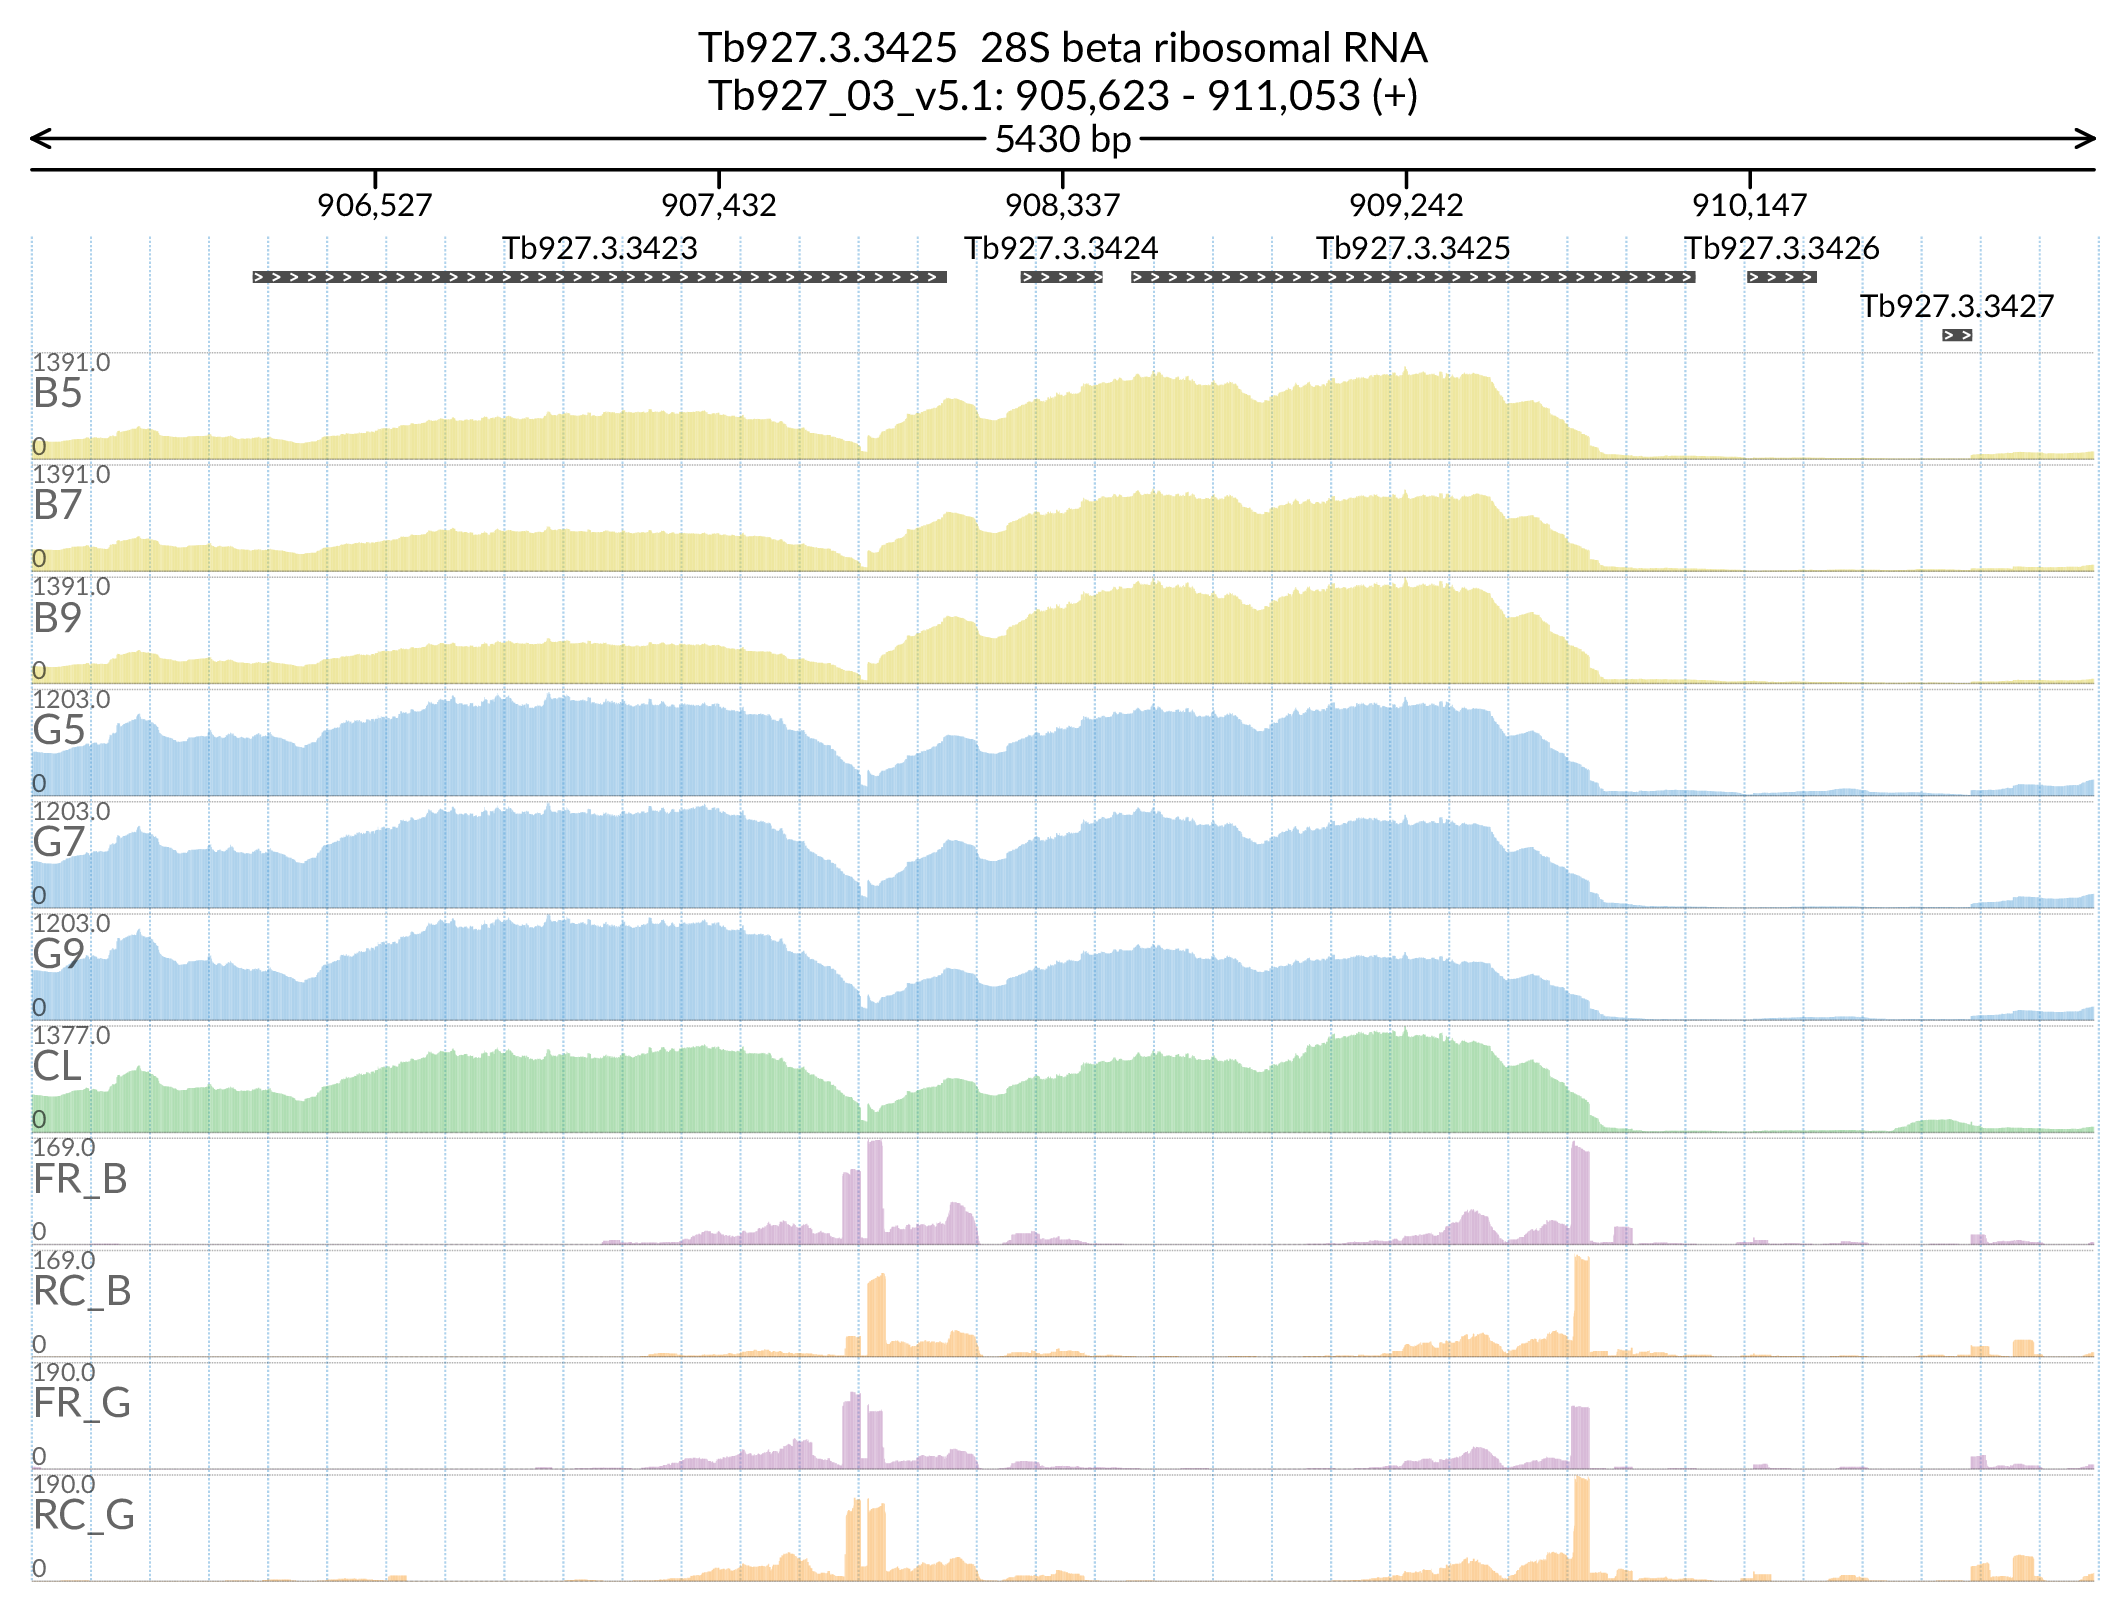 Tb927.3.3425  28S beta ribosomal RNA
Tb927_03_v5.1: 905,623 - 911,053 (+)
5430 bp
906,527 907,432 908,337 909,242 910,147
Tb927.3.3423 Tb927.3.3424 Tb927.3.3425 Tb927.3.3426
Tb927.3.3427
1391.0
B5
0
1391.0
B7
0
1391.0
B9
0
1203.0
G5
0
1203.0
G7
0
1203.0
G9
0
1377.0
CL
0
169.0
FR_B
0
169.0
RC_B
0
190.0
FR_G
0
190.0
RC_G
0